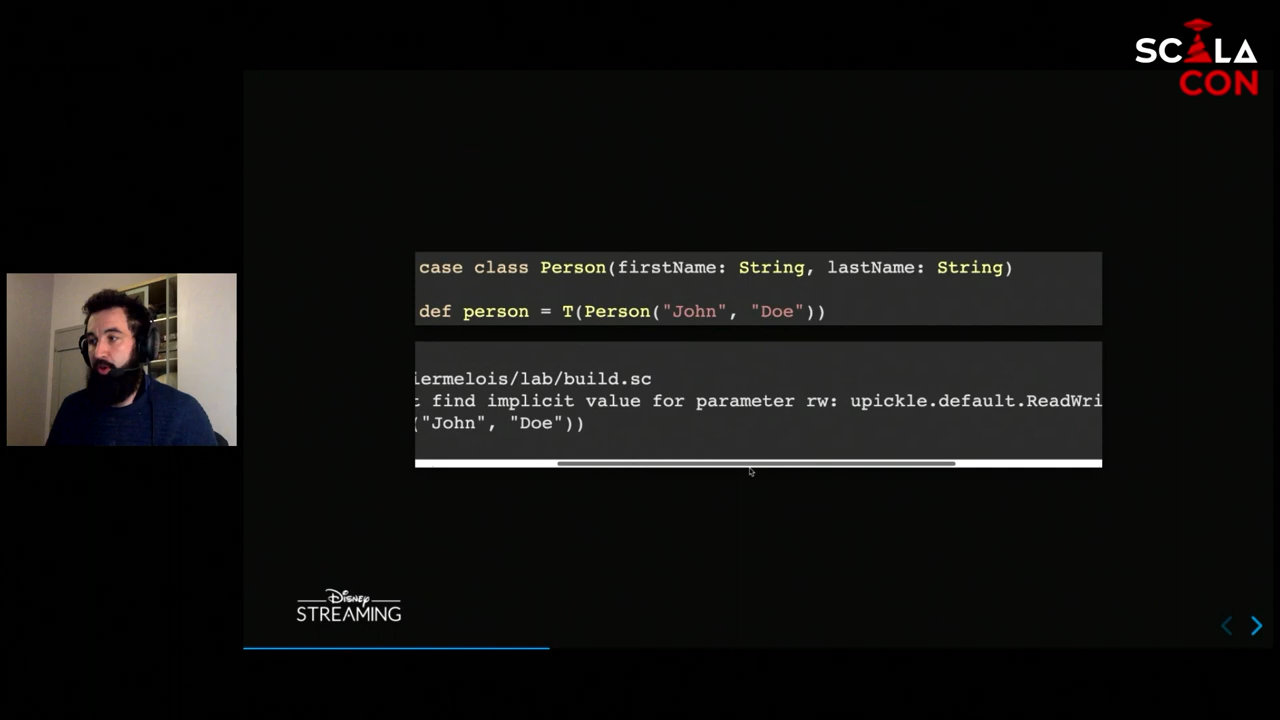 SCALA
CON
case class Person(firstName: String, lastName: String)
def person = T(Person("John", "Doe"))
iermelois/lab/build.sc
t find implicit value for parameter rw: upickle.default.ReadWri
("John", "Doe"))
Disney
STREAMING